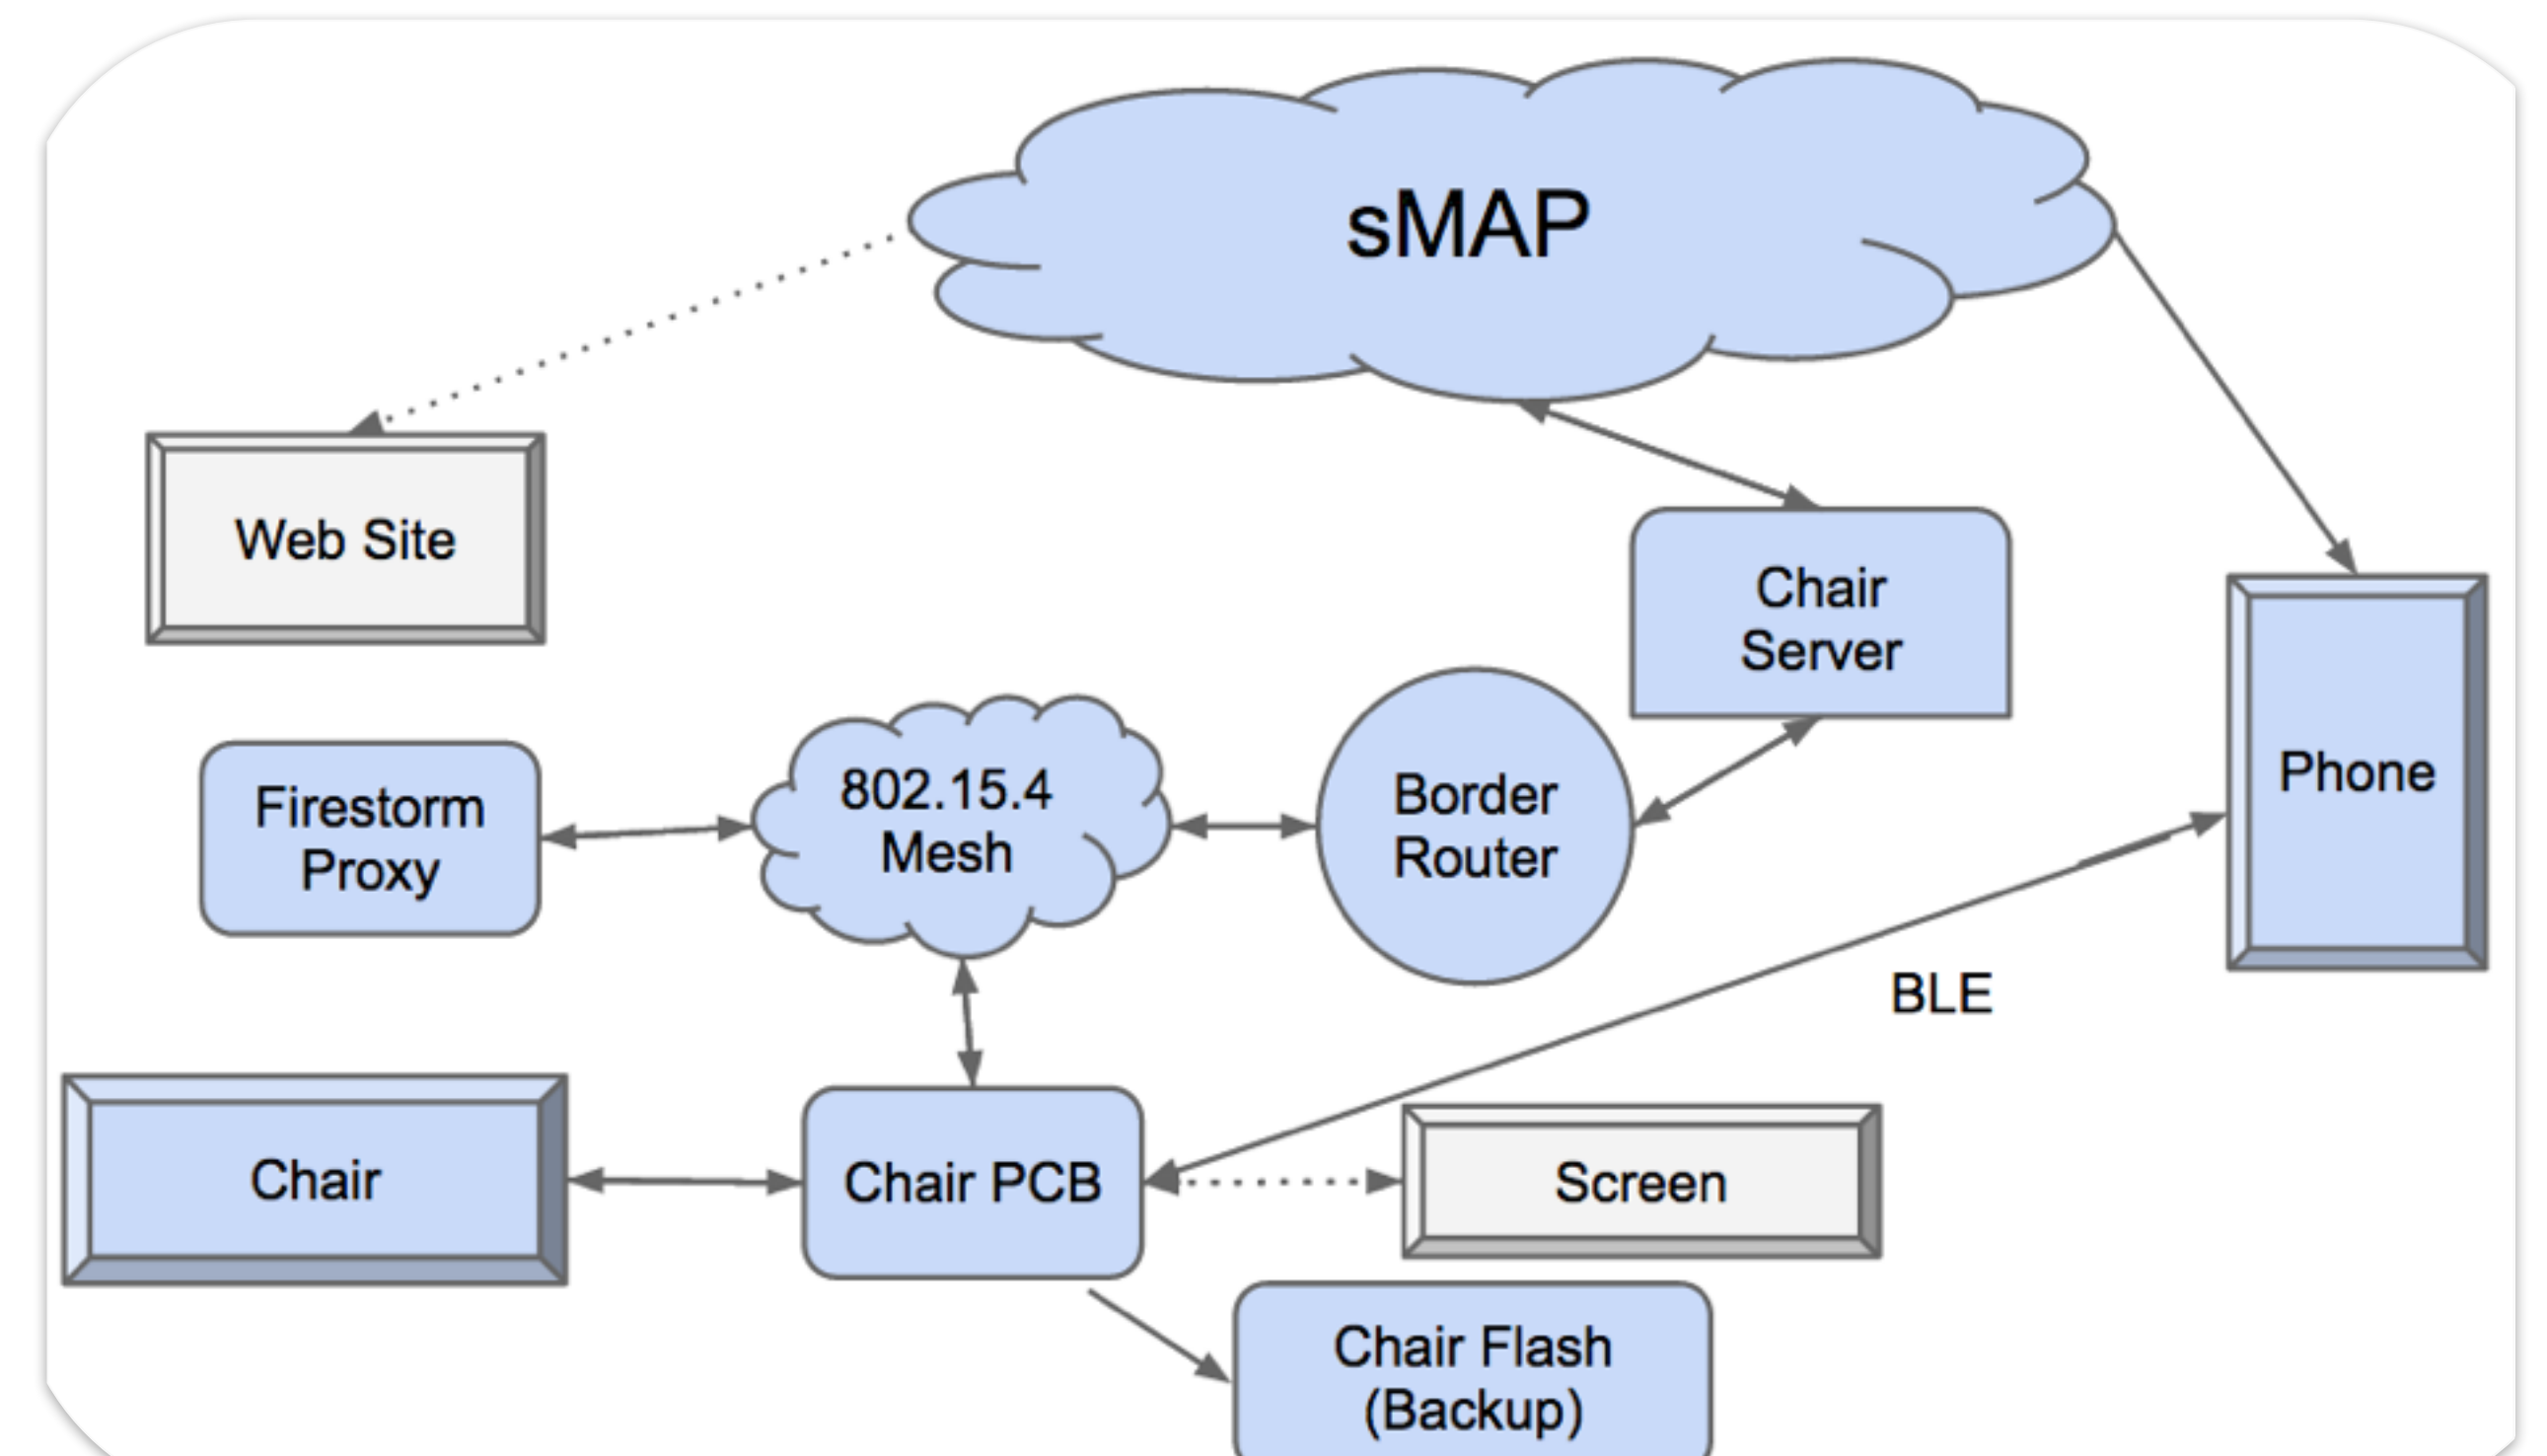 sMAP
Web Site
Chair
Server
Phone
Firestorm
Proxy
802.15.4
Mesh
Border
Router
BLE
Chair
Chair PCB
Screen
Chair Flash
(Backup)